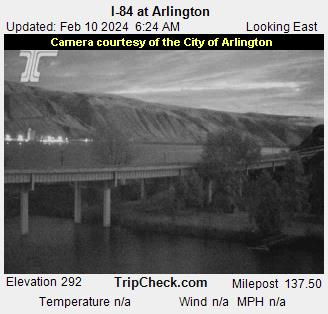 I-84 at Arlington
Updated: Feb 10 2024 6:24 AM Looking East
Camera courtesy of the City of Arlington
Elevation 292 TripCheck.com Milepost 137.50
Temperature n/a Wind n/a MPH n/a